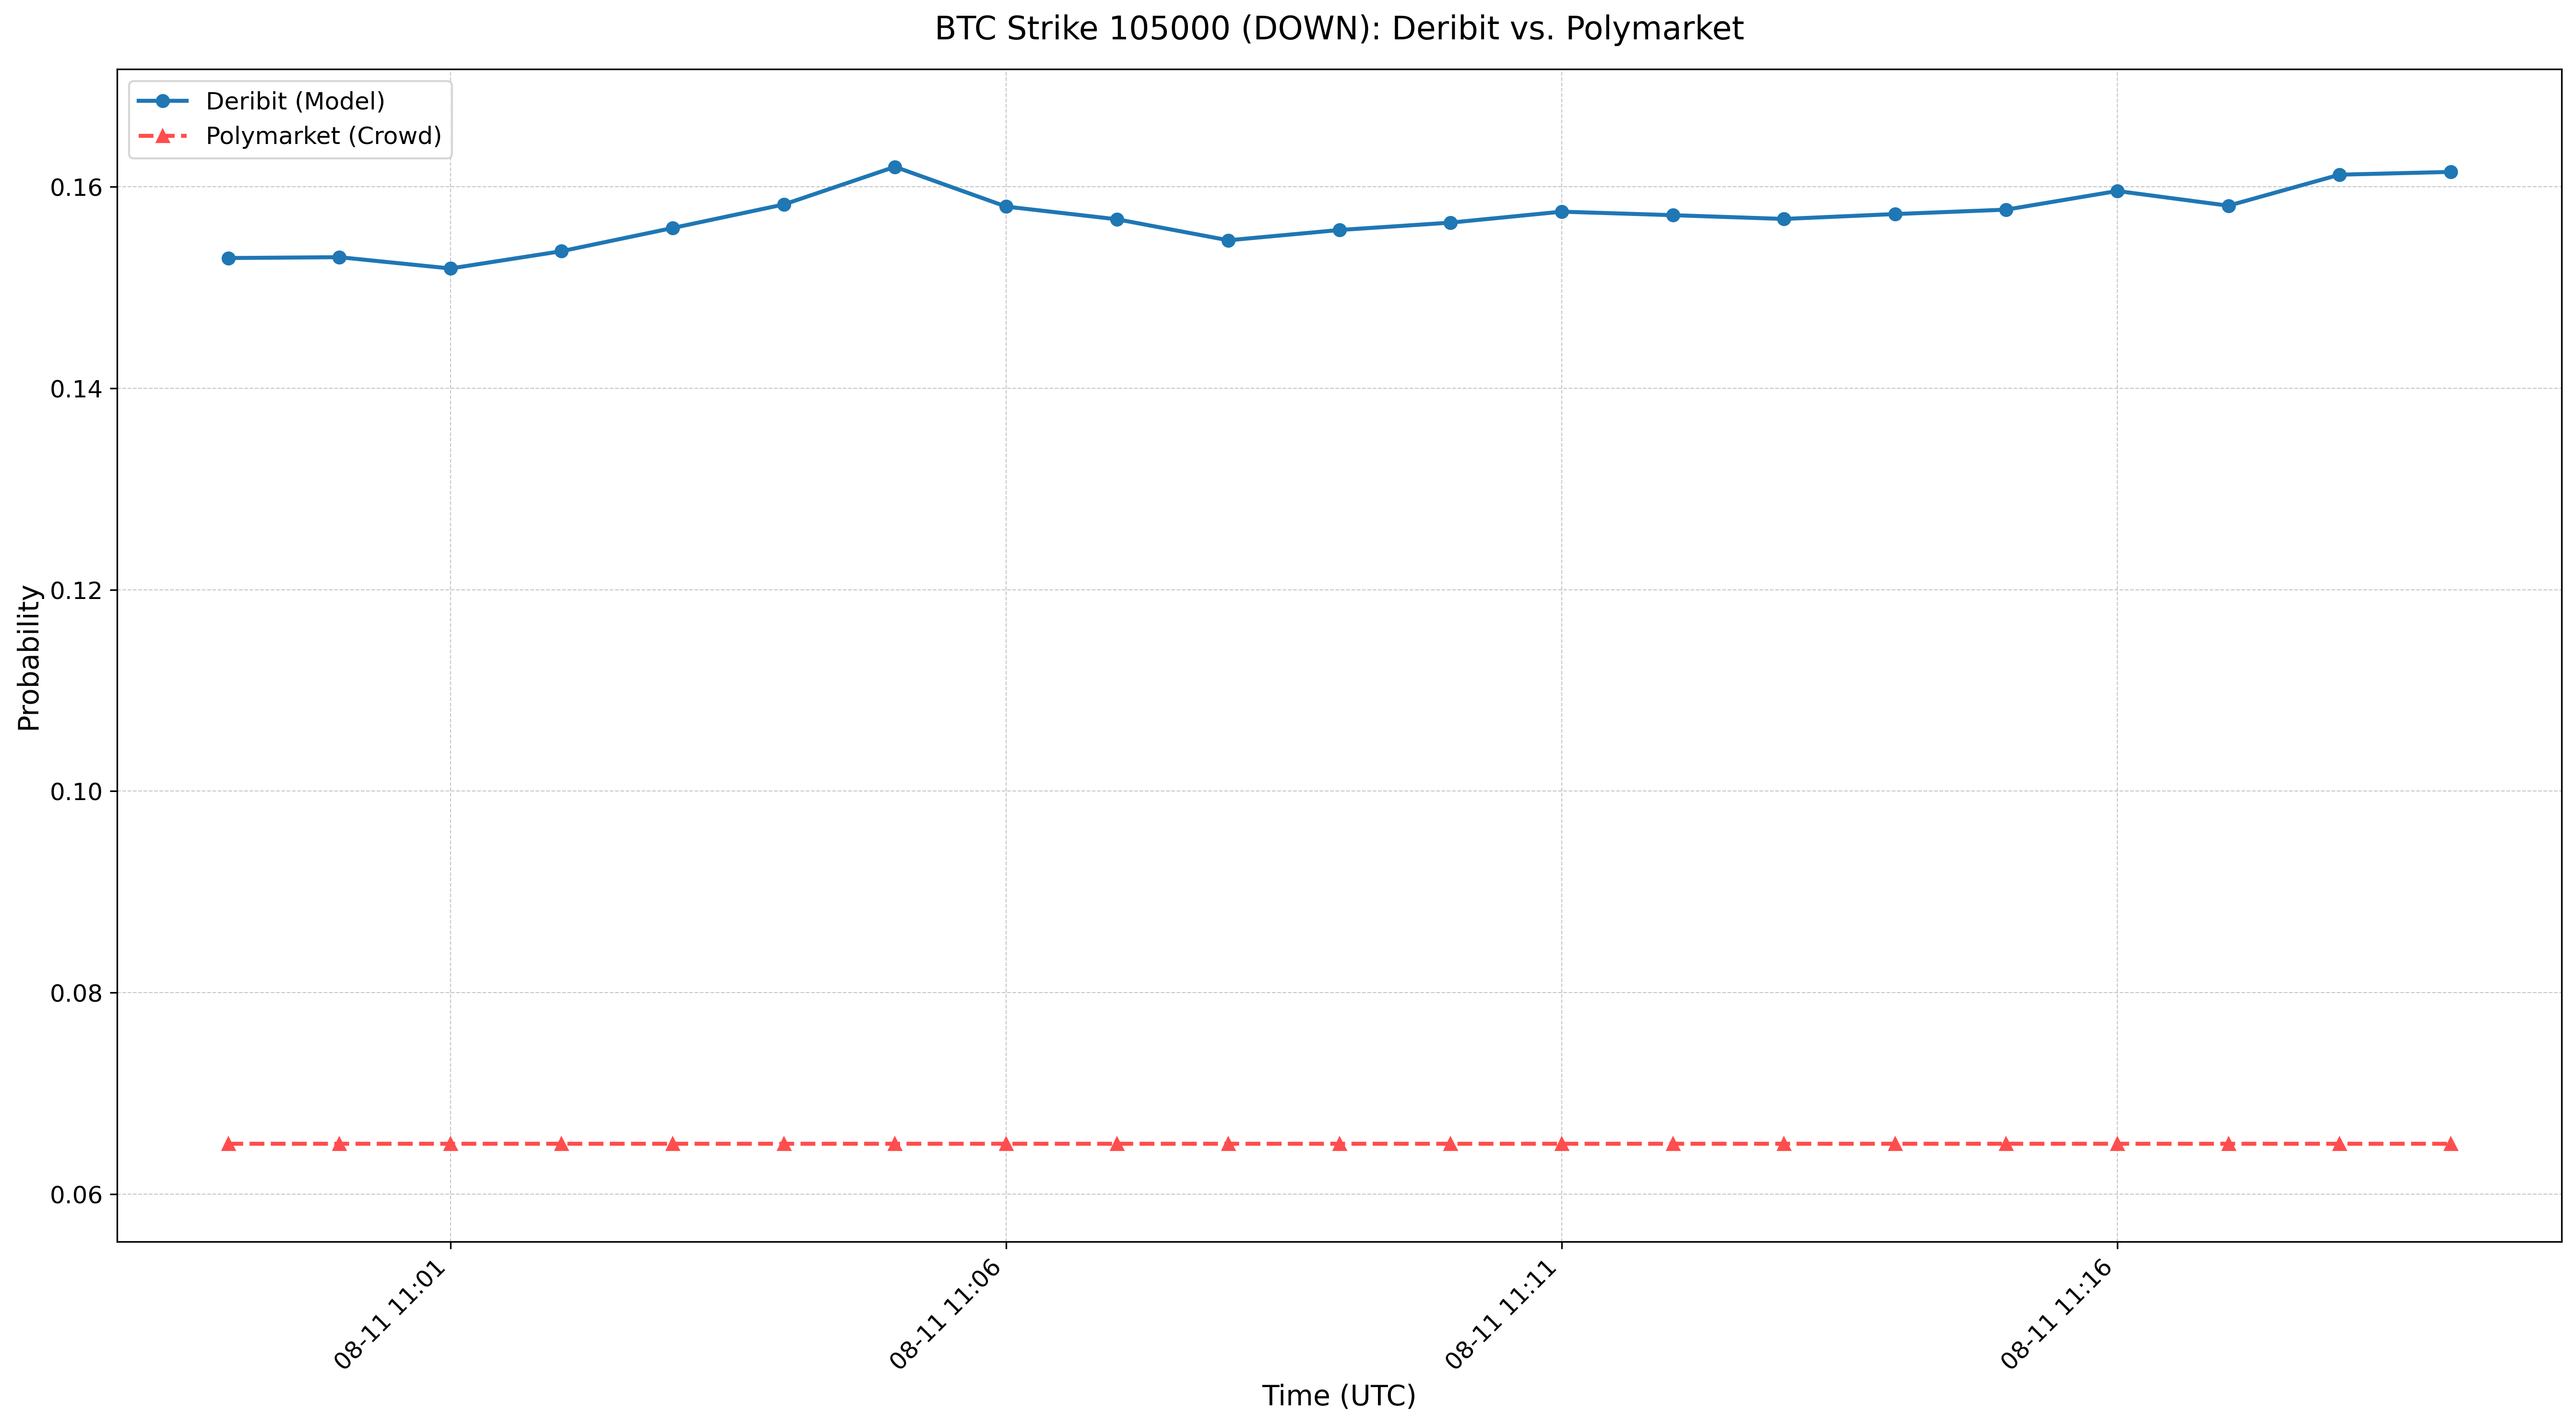 BTC Strike 105000 (DOWN): Deribit vs. Polymarket
Deribit (Model)
Polymarket (Crowd)
Probability
0.16
0.14
0.12
0.10
0.08
0.06
08-11 11:01
08-11 11:06
08-11 11:11
08-11 11:16
Time (UTC)